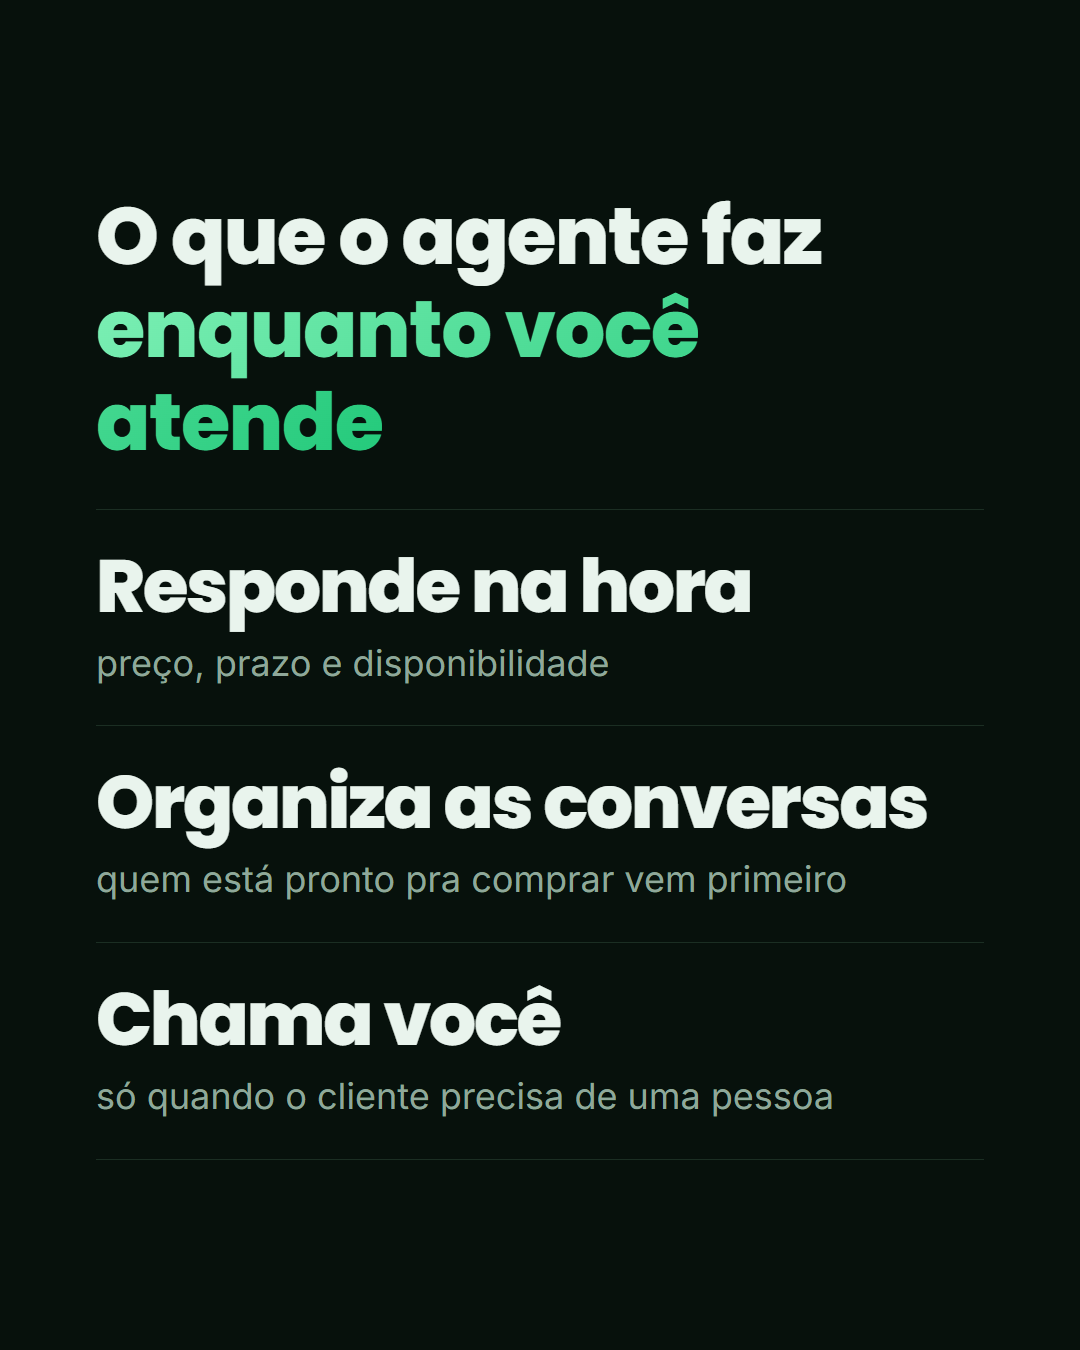 O que o agente faz
enquanto você
atende
Responde na hora
preço, prazo e disponibilidade
Organiza as conversas
quem está pronto pra comprar vem primeiro
Chama você
só quando o cliente precisa de uma pessoa